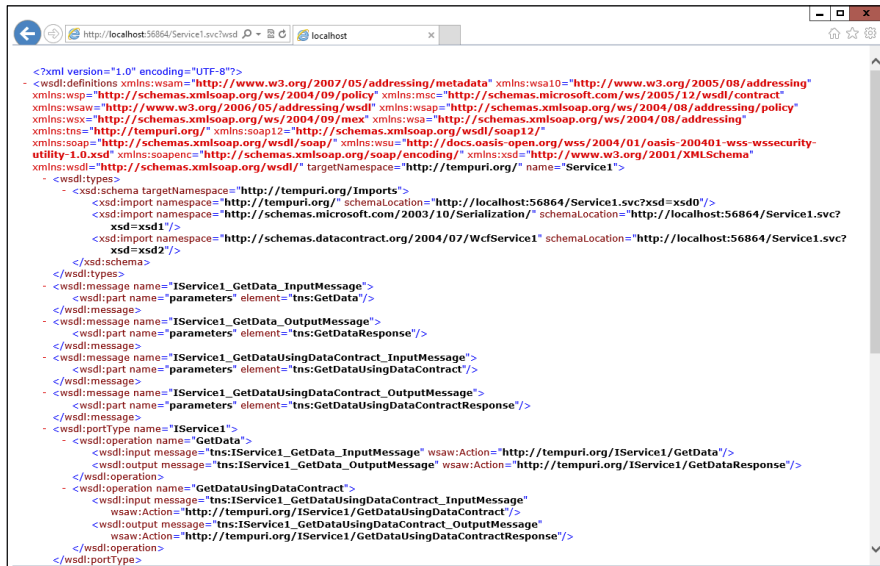 http://localhost:56864/Service1.svc?wsd
localhost
<?xml version="1.0" encoding="UTF-8"?>
- <wsdl:definitions xmlns:wsam="http://www.w3.org/2007/05/addressing/metadata" xmlns:wsa10="http://www.w3.org/2005/08/addressing"
xmlns:wsp="http://schemas.xmlsoap.org/ws/2004/09/policy" xmlns:msc="http://schemas.microsoft.com/ws/2005/12/wsdl/contract"
xmlns:wsaw="http://www.w3.org/2006/05/addressing/wsdl" xmlns:wsap="http://schemas.xmlsoap.org/ws/2004/08/addressing/policy"
xmlns:wsx="http://schemas.xmlsoap.org/ws/2004/09/mex" xmlns:wsa="http://schemas.xmlsoap.org/ws/2004/08/addressing"
xmlns:tns="http://tempuri.org/" xmlns:soap12="http://schemas.xmlsoap.org/wsdl/soap12/"
xmlns:soap="http://schemas.xmlsoap.org/wsdl/soap/" xmlns:wsu="http://docs.oasis-open.org/wss/2004/01/oasis-200401-wss-wssecurity-
utility-1.0.xsd" xmlns:soapenc="http://schemas.xmlsoap.org/soap/encoding/" xmlns:xsd="http://www.w3.org/2001/XMLSchema"
xmlns:wsdl="http://schemas.xmlsoap.org/wsdl/" targetNamespace="http://tempuri.org/" name="Service1">
- <wsdl:types>
- <xsd:schema targetNamespace="http://tempuri.org/Imports">
<xsd:import namespace="http://tempuri.org/" schemaLocation="http://localhost:56864/Service1.svc?xsd=xsd0"/>
<xsd:import namespace="http://schemas.microsoft.com/2003/10/Serialization/" schemaLocation="http://localhost:56864/Service1.svc?
xsd=xsd1"/>
<xsd:import namespace="http://schemas.datacontract.org/2004/07/WcfService1" schemaLocation="http://localhost:56864/Service1.svc?
xsd=xsd2"/>
</xsd:schema>
</wsdl:types>
- <wsdl:message name="IService1_GetData_InputMessage">
<wsdl:part name="parameters" element="tns:GetData"/>
</wsdl:message>
- <wsdl:message name="IService1_GetData_OutputMessage">
<wsdl:part name="parameters" element="tns:GetDataResponse"/>
</wsdl:message>
- <wsdl:message name="IService1_GetDataUsingDataContract_InputMessage">
<wsdl:part name="parameters" element="tns:GetDataUsingDataContract"/>
</wsdl:message>
- <wsdl:message name="IService1_GetDataUsingDataContract_OutputMessage">
<wsdl:part name="parameters" element="tns:GetDataUsingDataContractResponse"/>
</wsdl:message>
- <wsdl:portType name="IService1">
- <wsdl:operation name="GetData">
<wsdl:input message="tns:IService1_GetData_InputMessage" wsaw:Action="http://tempuri.org/IService1/GetData"/>
<wsdl:output message="tns:IService1_GetData_OutputMessage" wsaw:Action="http://tempuri.org/IService1/GetDataResponse"/>
</wsdl:operation>
- <wsdl:operation name="GetDataUsingDataContract">
<wsdl:input message="tns:IService1_GetDataUsingDataContract_InputMessage"
wsaw:Action="http://tempuri.org/IService1/GetDataUsingDataContract"/>
<wsdl:output message="tns:IService1_GetDataUsingDataContract_OutputMessage"
wsaw:Action="http://tempuri.org/IService1/GetDataUsingDataContractResponse"/>
</wsdl:operation>
</wsdl:portType>